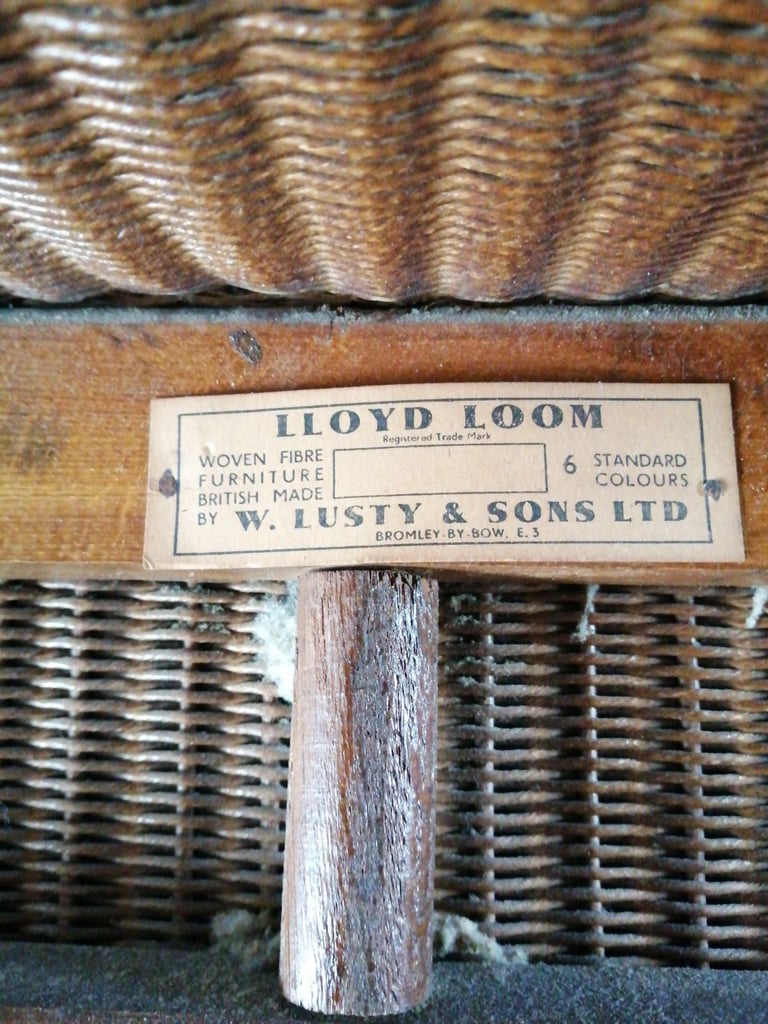 LLOYD LOOM
Registered Trade Mark
WOVEN FIBRE
FURNITURE
BRITISH MADE
BY W. LUSTY & SONS LTD
6 STANDARD
COLOURS
BROMLEY-BY-BOW, E.3